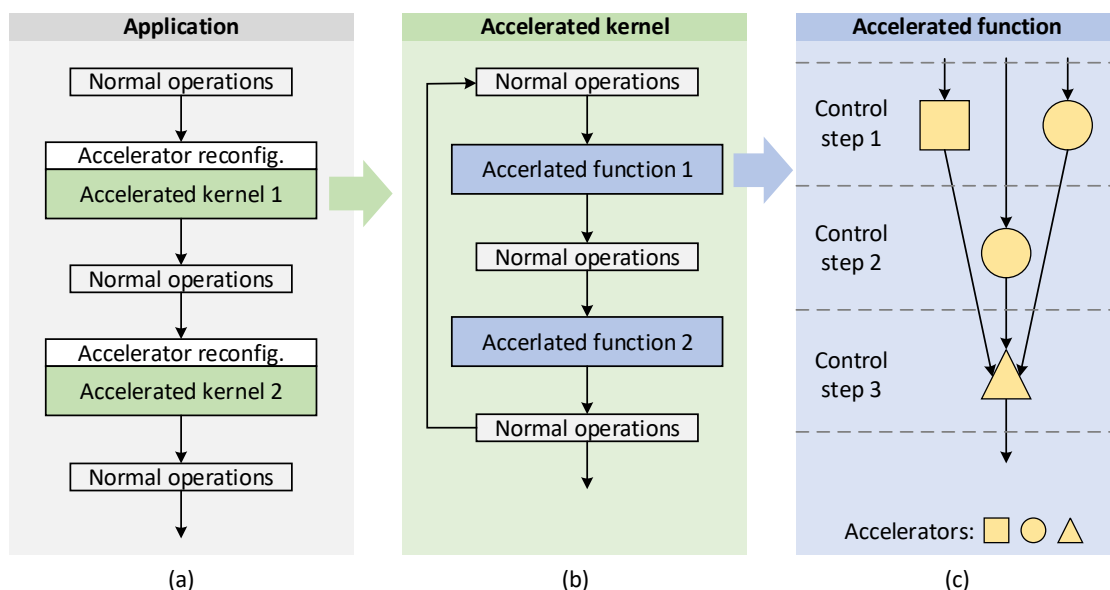 Application
Normal operations
Accelerator reconfig.
Accelerated kernel 1
Normal operations
Accelerator reconfig.
Accelerated kernel 2
Normal operations
(a)
Accelerated kernel
Normal operations
Accerlated function 1
Normal operations
Accerlated function 2
Normal operations
(b)
Accelerated function
Control
step 1
Control
step 2
Control
step 3
Accelerators:
(c)